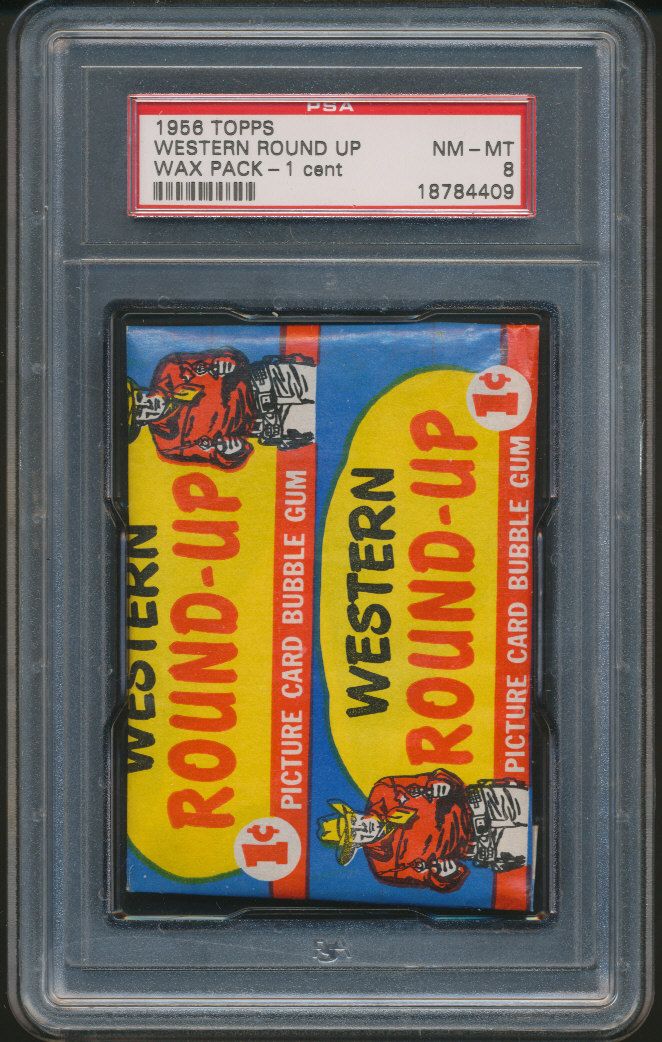 PSA
1956 TOPPS
WESTERN ROUND UP
NM-MT
WAX PACK-1 cent
8
18784409
WESTERN
ROUND-UP
PICTURE CARD BUBBLE GUM
1¢
WESTERN
ROUND-UP
PICTURE CARD BUBBLE GUM
1¢
PSA